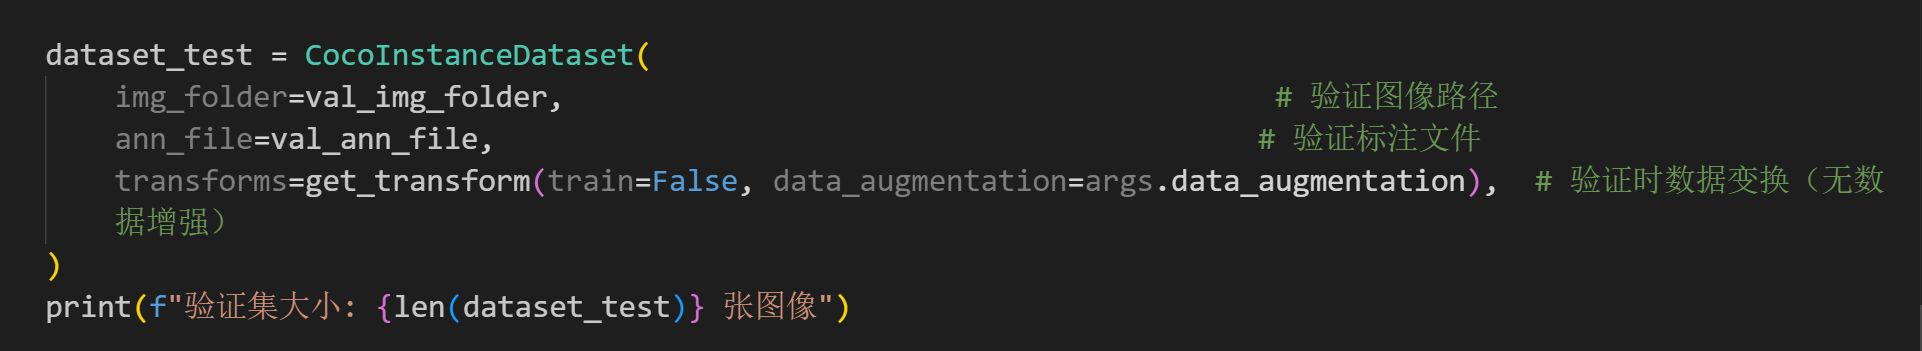 dataset_test = CocoInstanceDataset(
img_folder=val_img_folder, # 验证图像路径
ann_file=val_ann_file, # 验证标注文件
transforms=get_transform(train=False, data_augmentation=args.data_augmentation), # 验证时数据变换（无数
据增强）
)
print(f"验证集大小: {len(dataset_test)} 张图像")